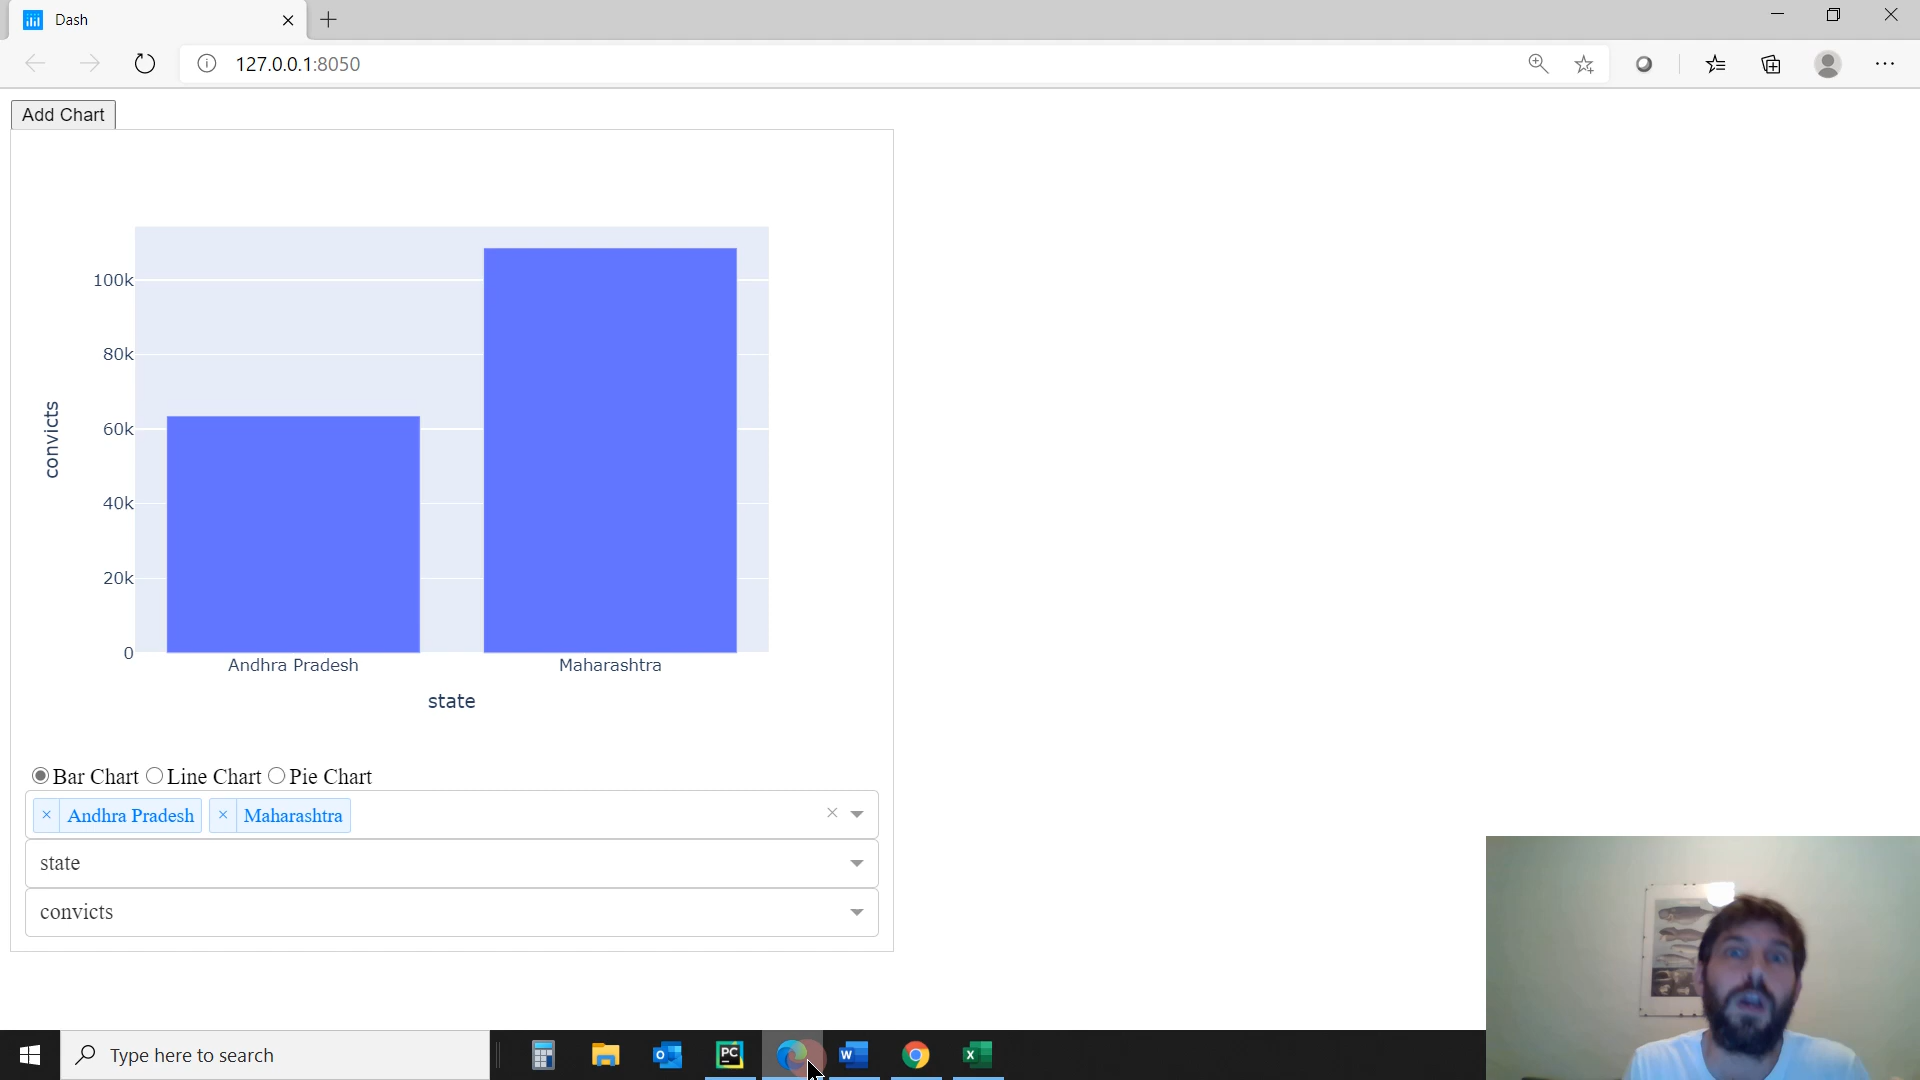 Dash
127.0.0.1:8050
Add Chart
100k
80k
60k
40k
20k
0
convicts
Andhra Pradesh Maharashtra
state
Bar Chart Line Chart Pie Chart
× Andhra Pradesh × Maharashtra
state
convicts
Type here to search
PC
W
X